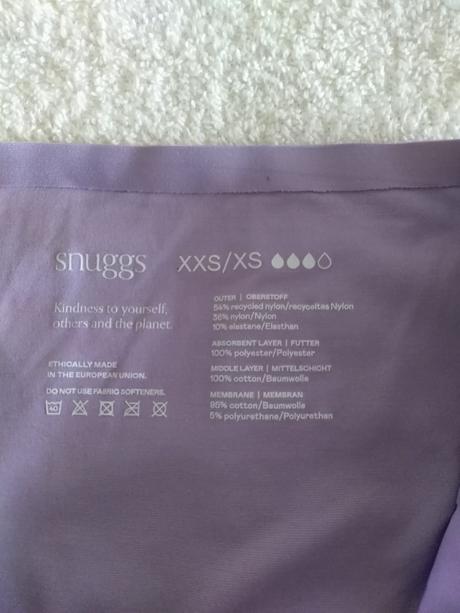 snuggs XXS/XS
Kindness to yourself,
others and the planet.
ETHICALLY MADE
IN THE EUROPEAN UNION.
DO NOT USE FABRIC SOFTENERS.
40
OUTER | OBERSTOFF
54% recycled nylon/recyceltes Nylon
36% nylon/Nylon
10% elastane/Elasthan
ABSORBENT LAYER | FUTTER
100% polyester/Polyester
MIDDLE LAYER | MITTELSCHICHT
100% cotton/Baumwolle
MEMBRANE | MEMBRAN
95% cotton/Baumwolle
5% polyurethane/Polyurethan